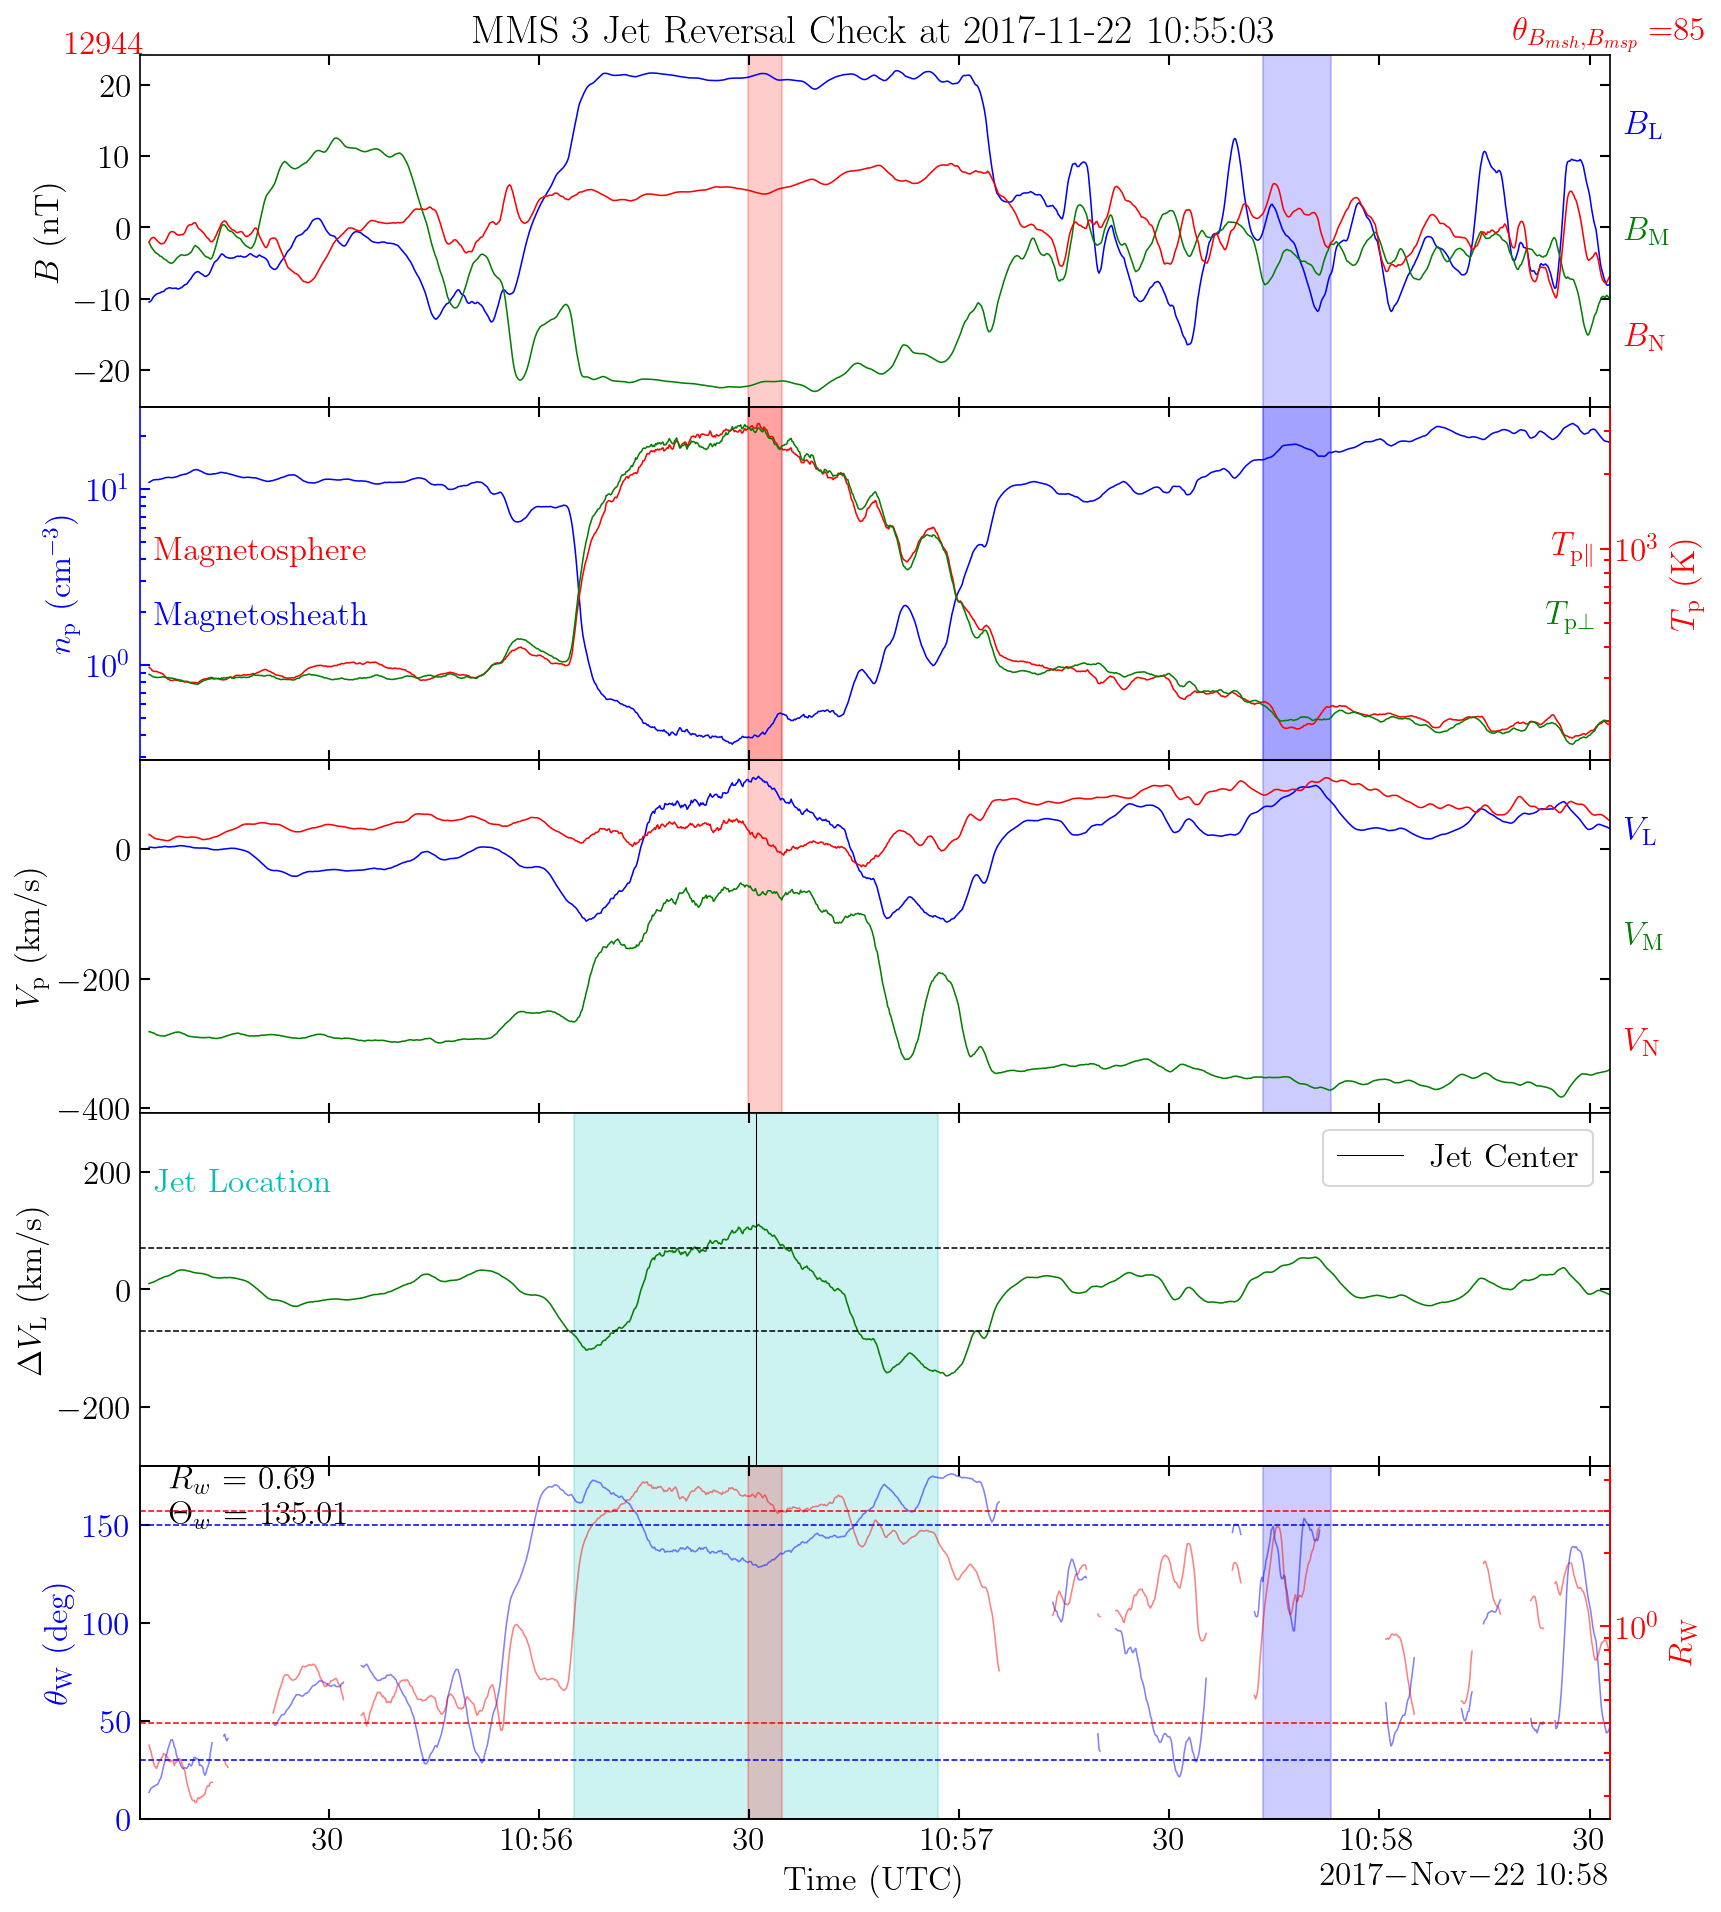 MMS 3 Jet Reversal Check at 2017-11-22 10:55:03
12944
θ_{B_{msh},B_{msp}} =85
20
10
0
−10
−20
B (nT)
B_L
B_M
B_N
10^1
10^0
n_p (cm^{−3})
Magnetosphere
Magnetosheath
T_{p∥}
T_{p⊥}
10^3
T_p (K)
0
−200
−400
V_p (km/s)
V_L
V_M
V_N
Jet Location
Jet Center
200
0
−200
ΔV_L (km/s)
R_w = 0.69
Θ_w = 135.01
150
100
50
0
θ_W (deg)
10^0
R_W
30 10:56 30 10:57 30 10:58 30
Time (UTC)
2017−Nov−22 10:58